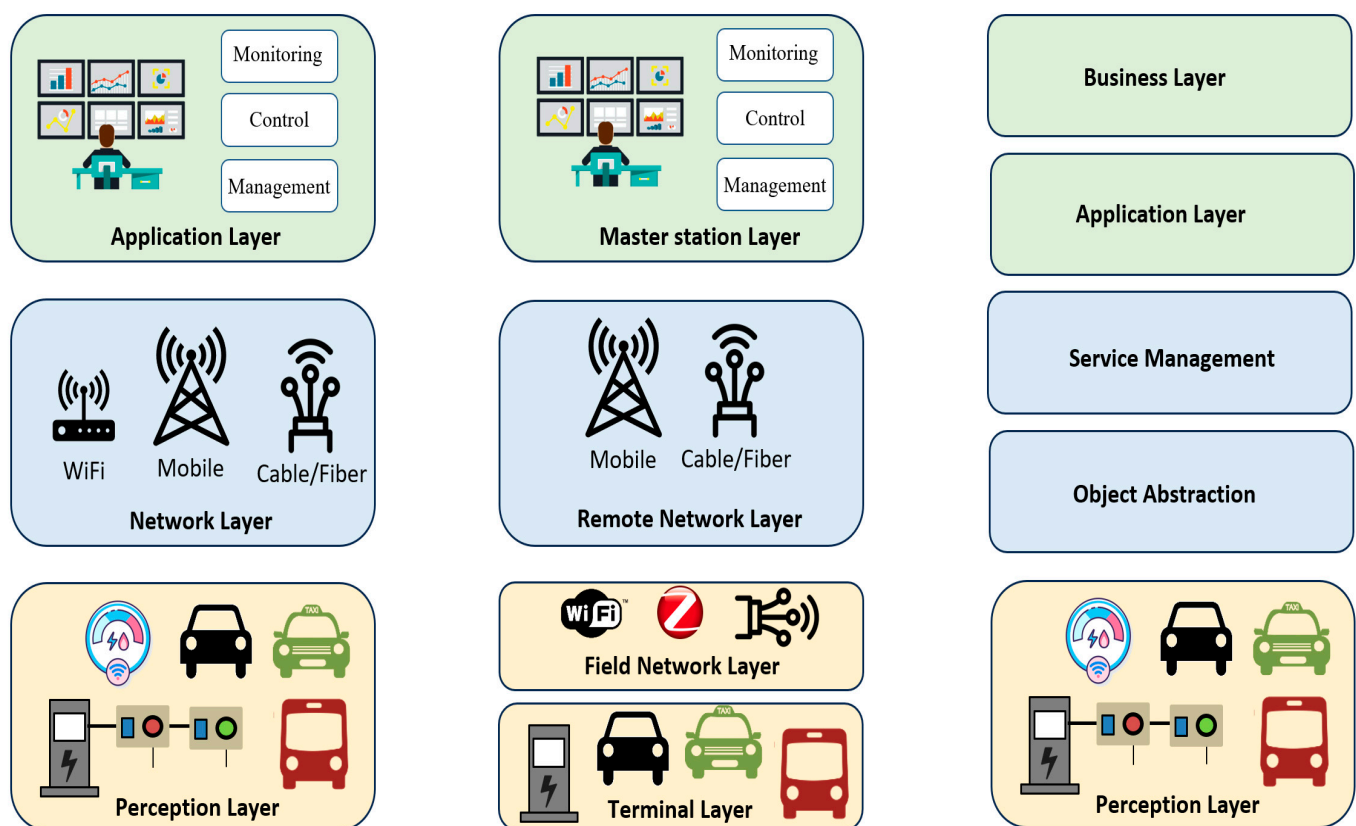 Monitoring
Control
Management
Application Layer
WiFi
Mobile
Cable/Fiber
Network Layer
TAXI
Perception Layer
Monitoring
Control
Management
Master station Layer
Mobile
Cable/Fiber
Remote Network Layer
WiFi™
Z
Field Network Layer
TAXI
Terminal Layer
Business Layer
Application Layer
Service Management
Object Abstraction
TAXI
Perception Layer